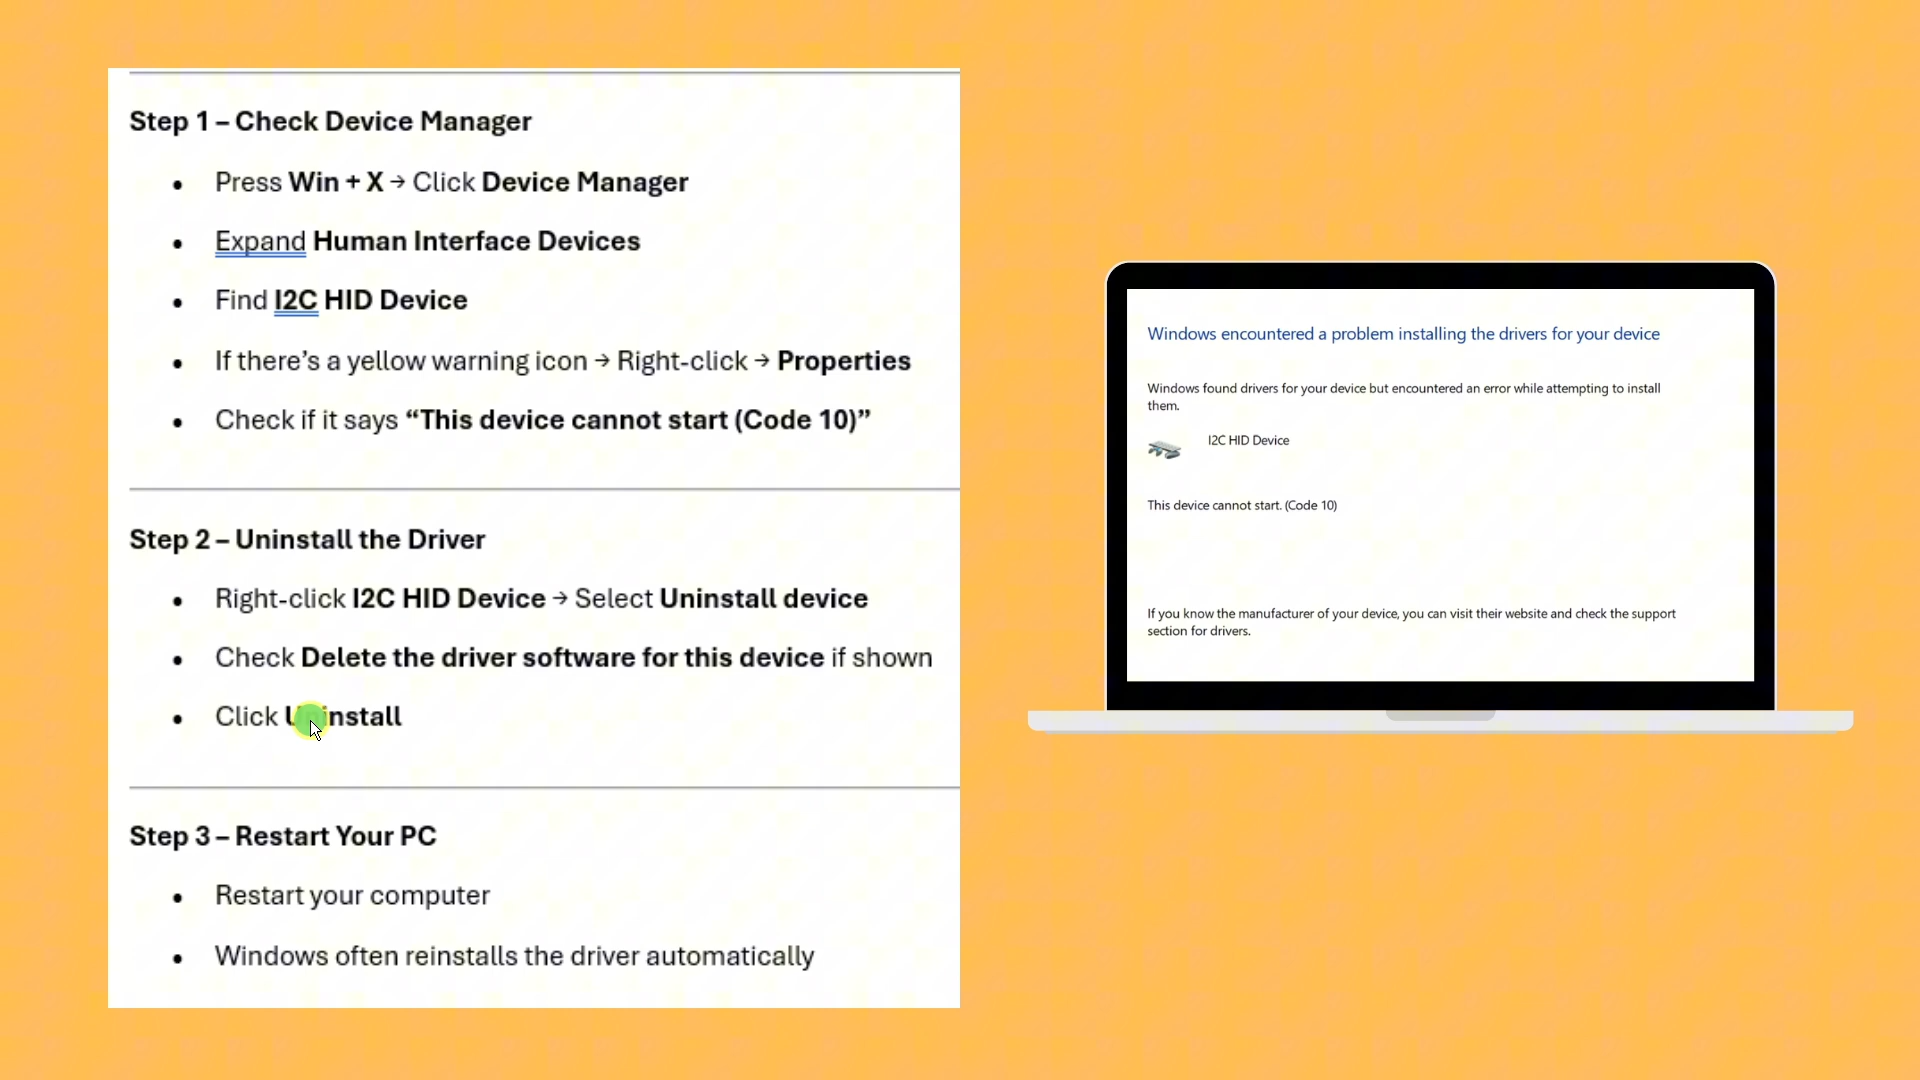 Step 1 – Check Device Manager
• Press Win + X → Click Device Manager
• Expand Human Interface Devices
• Find I2C HID Device
• If there’s a yellow warning icon → Right-click → Properties
• Check if it says “This device cannot start (Code 10)”
Step 2 – Uninstall the Driver
• Right-click I2C HID Device → Select Uninstall device
• Check Delete the driver software for this device if shown
• Click Uninstall
Step 3 – Restart Your PC
• Restart your computer
• Windows often reinstalls the driver automatically
Windows encountered a problem installing the drivers for your device
Windows found drivers for your device but encountered an error while attempting to install
them.
I2C HID Device
This device cannot start. (Code 10)
If you know the manufacturer of your device, you can visit their website and check the support
section for drivers.